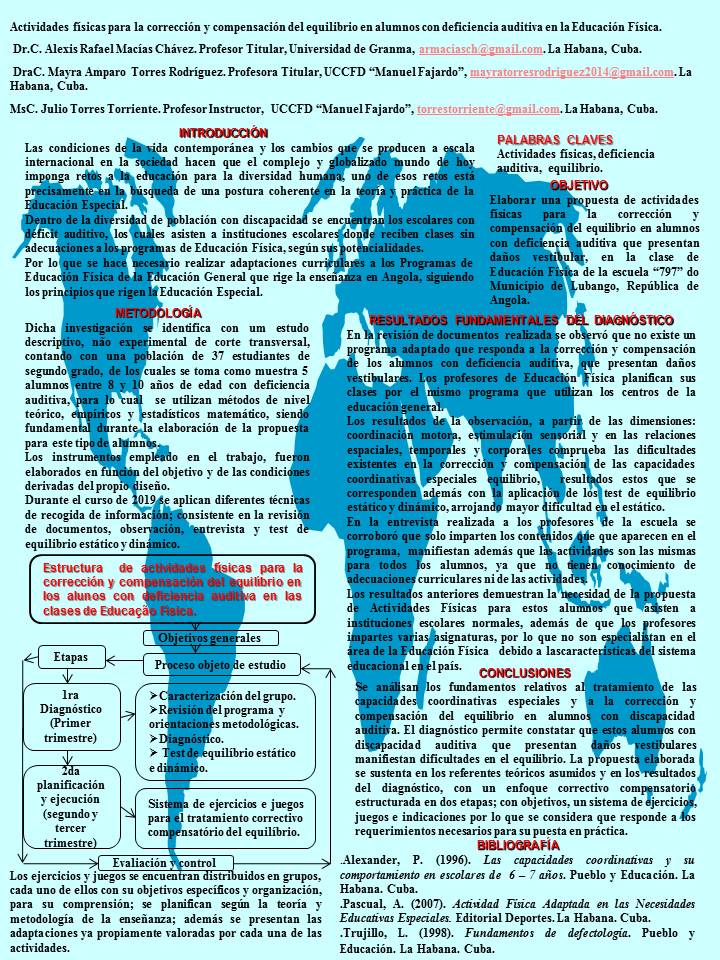 Actividades físicas para la corrección y compensación del equilibrio en alumnos con deficiencia auditiva en la Educación Física.
Dr.C. Alexis Rafael Macías Chávez. Profesor Titular, Universidad de Granma, armaciasch@gmail.com. La Habana, Cuba.
DraC. Mayra Amparo Torres Rodríguez. Profesora Titular, UCCFD “Manuel Fajardo”, mayratorresrodriguez2014@gmail.com. La
Habana, Cuba.
MsC. Julio Torres Torriente. Profesor Instructor, UCCFD “Manuel Fajardo”, torrestorriente@gmail.com. La Habana, Cuba.
INTRODUCCIÓN
Las condiciones de la vida contemporánea y los cambios que se producen a escala
internacional en la sociedad hacen que el complejo y globalizado mundo de hoy
imponga retos a la educación para la diversidad humana, uno de esos retos está
precisamente en la búsqueda de una postura coherente en la teoría y práctica de la
Educación Especial.
Dentro de la diversidad de población con discapacidad se encuentran los escolares con
déficit auditivo, los cuales asisten a instituciones escolares donde reciben clases sin
adecuaciones a los programas de Educación Física, según sus potencialidades.
Por lo que se hace necesario realizar adaptaciones curriculares a los Programas de
Educación Física de la Educación General que rige la enseñanza en Angola, siguiendo
los principios que rigen la Educación Especial.
PALABRAS CLAVES
Actividades físicas, deficiencia
auditiva, equilibrio.
OBJETIVO
Elaborar una propuesta de actividades
físicas para la corrección y
compensación del equilibrio en alumnos
con deficiencia auditiva que presentan
daños vestibular, en la clase de
Educación Física de la escuela “797” do
Município de Lubango, República de
Angola.
METODOLOGÍA
Dicha investigación se identifica con um estudo
descriptivo, não experimental de corte transversal,
contando con una población de 37 estudiantes de
segundo grado, de los cuales se toma como muestra 5
alumnos entre 8 y 10 años de edad con deficiencia
auditiva, para lo cual se utilizan métodos de nivel
teórico, empíricos y estadísticos matemático, siendo
fundamental durante la elaboración de la propuesta
para este tipo de alumnos.
Los instrumentos empleado en el trabajo, fueron
elaborados en función del objetivo y de las condiciones
derivadas del propio diseño.
Durante el curso de 2019 se aplican diferentes técnicas
de recogida de información; consistente en la revisión
de documentos, observación, entrevista y test de
equilibrio estático y dinámico.
Estructura de actividades físicas para la
corrección y compensación del equilibrio en
los alunos con deficiencia auditiva en las
clases de Educação Física.
Objetivos generales
Etapas
Proceso objeto de estudio
1ra
Diagnóstico
(Primer
trimestre)
➢Caracterización del grupo.
➢Revisión del programa y
orientaciones metodológicas.
➢Diagnóstico.
➢ Test de equilibrio estático
e dinámico.
2da
planificación
y ejecución
(segundo y
tercer
trimestre)
Sistema de ejercicios e juegos
para el tratamiento correctivo
compensatório del equilibrio.
Evaluación y control
Los ejercicios y juegos se encuentran distribuidos en grupos,
cada uno de ellos con su objetivos específicos y organización,
para su comprensión; se planifican según la teoría y
metodología de la enseñanza; además se presentan las
adaptaciones ya propiamente valoradas por cada una de las
actividades.
RESULTADOS FUNDAMENTALES DEL DIAGNÓSTICO
En la revisión de documentos realizada se observó que no existe un
programa adaptado que responda a la corrección y compensación
de los alumnos con deficiencia auditiva, que presentan daños
vestibulares. Los profesores de Educación Física planifican sus
clases por el mismo programa que utilizan los centros de la
educación general.
Los resultados de la observación, a partir de las dimensiones:
coordinación motora, estimulación sensorial y en las relaciones
espaciales, temporales y corporales comprueba las dificultades
existentes en la corrección y compensación de las capacidades
coordinativas especiales equilibrio, resultados estos que se
corresponden además con la aplicación de los test de equilibrio
estático y dinámico, arrojando mayor dificultad en el estático.
En la entrevista realizada a los profesores de la escuela se
corroboró que solo imparten los contenidos que que aparecen en el
programa, manifiestan además que las actividades son las mismas
para todos los alumnos, ya que no tienen conocimiento de
adecuaciones curriculares ni de las actividades.
Los resultados anteriores demuestran la necesidad de la propuesta
de Actividades Físicas para estos alumnos que asisten a
instituciones escolares normales, además de que los profesores
impartes varias asignaturas, por lo que no son especialistan en el
área de la Educación Física debido a lascaracterísticas del sistema
educacional en el país.
CONCLUSIONES
Se análisan los fundamentos relativos al tratamiento de las
capacidades coordinativas especiales y a la corrección y
compensación del equilibrio en alumnos con discapacidad
auditiva. El diagnóstico permite constatar que estos alumnos con
discapacidad auditiva que presentan daños vestibulares
manifiestan dificultades en el equilibrio. La propuesta elaborada
se sustenta en los referentes teóricos asumidos y en los resultados
del diagnóstico, con un enfoque correctivo compensatorio
estructurada en dos etapas; con objetivos, un sistema de ejercicios,
juegos e indicaciones por lo que se considera que responde a los
requerimientos necesarios para su puesta en práctica.
BIBLIOGRAFÍA
.Alexander, P. (1996). Las capacidades coordinativas y su
comportamiento en escolares de 6 – 7 años. Pueblo y Educación. La
Habana. Cuba.
.Pascual, A. (2007). Actividad Física Adaptada en las Necesidades
Educativas Especiales. Editorial Deportes. La Habana. Cuba.
.Trujillo, L. (1998). Fundamentos de defectología. Pueblo y
Educación. La Habana. Cuba.